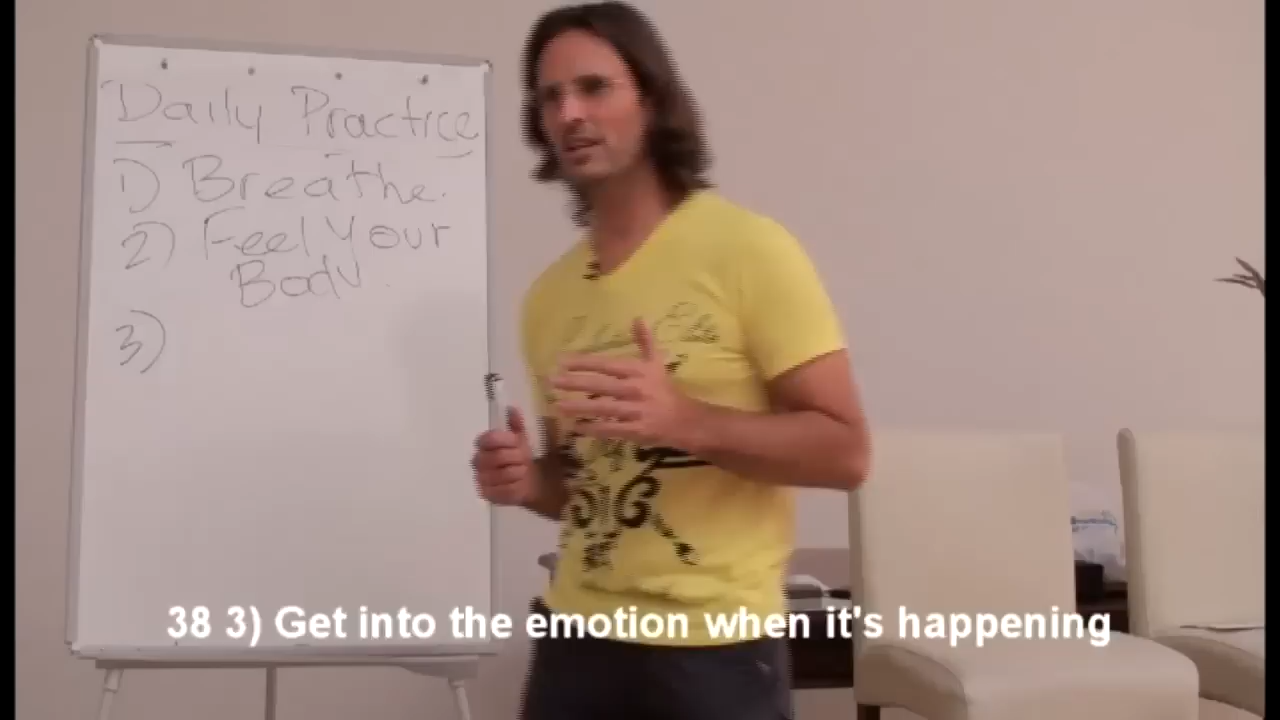 Daily Practice
1) Breathe.
2) Feel Your
Body.
3)
38 3) Get into the emotion when it's happening